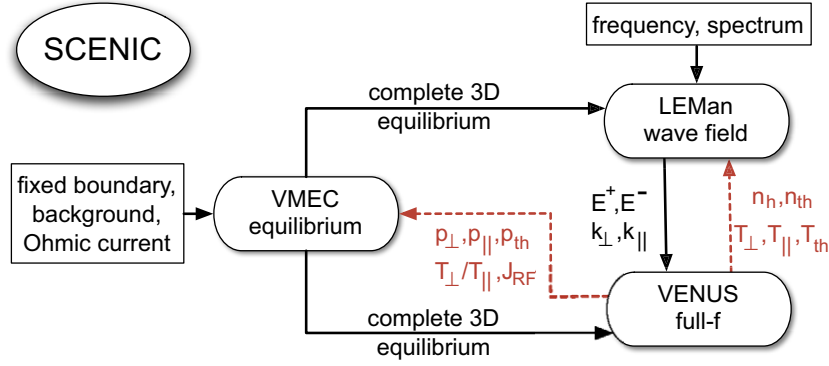 SCENIC
frequency, spectrum
complete 3D
equilibrium
LEMan
wave field
fixed boundary,
background,
Ohmic current
VMEC
equilibrium
E⁺,E⁻
k⊥,k∥
nₕ,nₜₕ
T⊥,T∥,Tₜₕ
p⊥,p∥,pₜₕ
T⊥/T∥,J_RF
VENUS
full-f
complete 3D
equilibrium